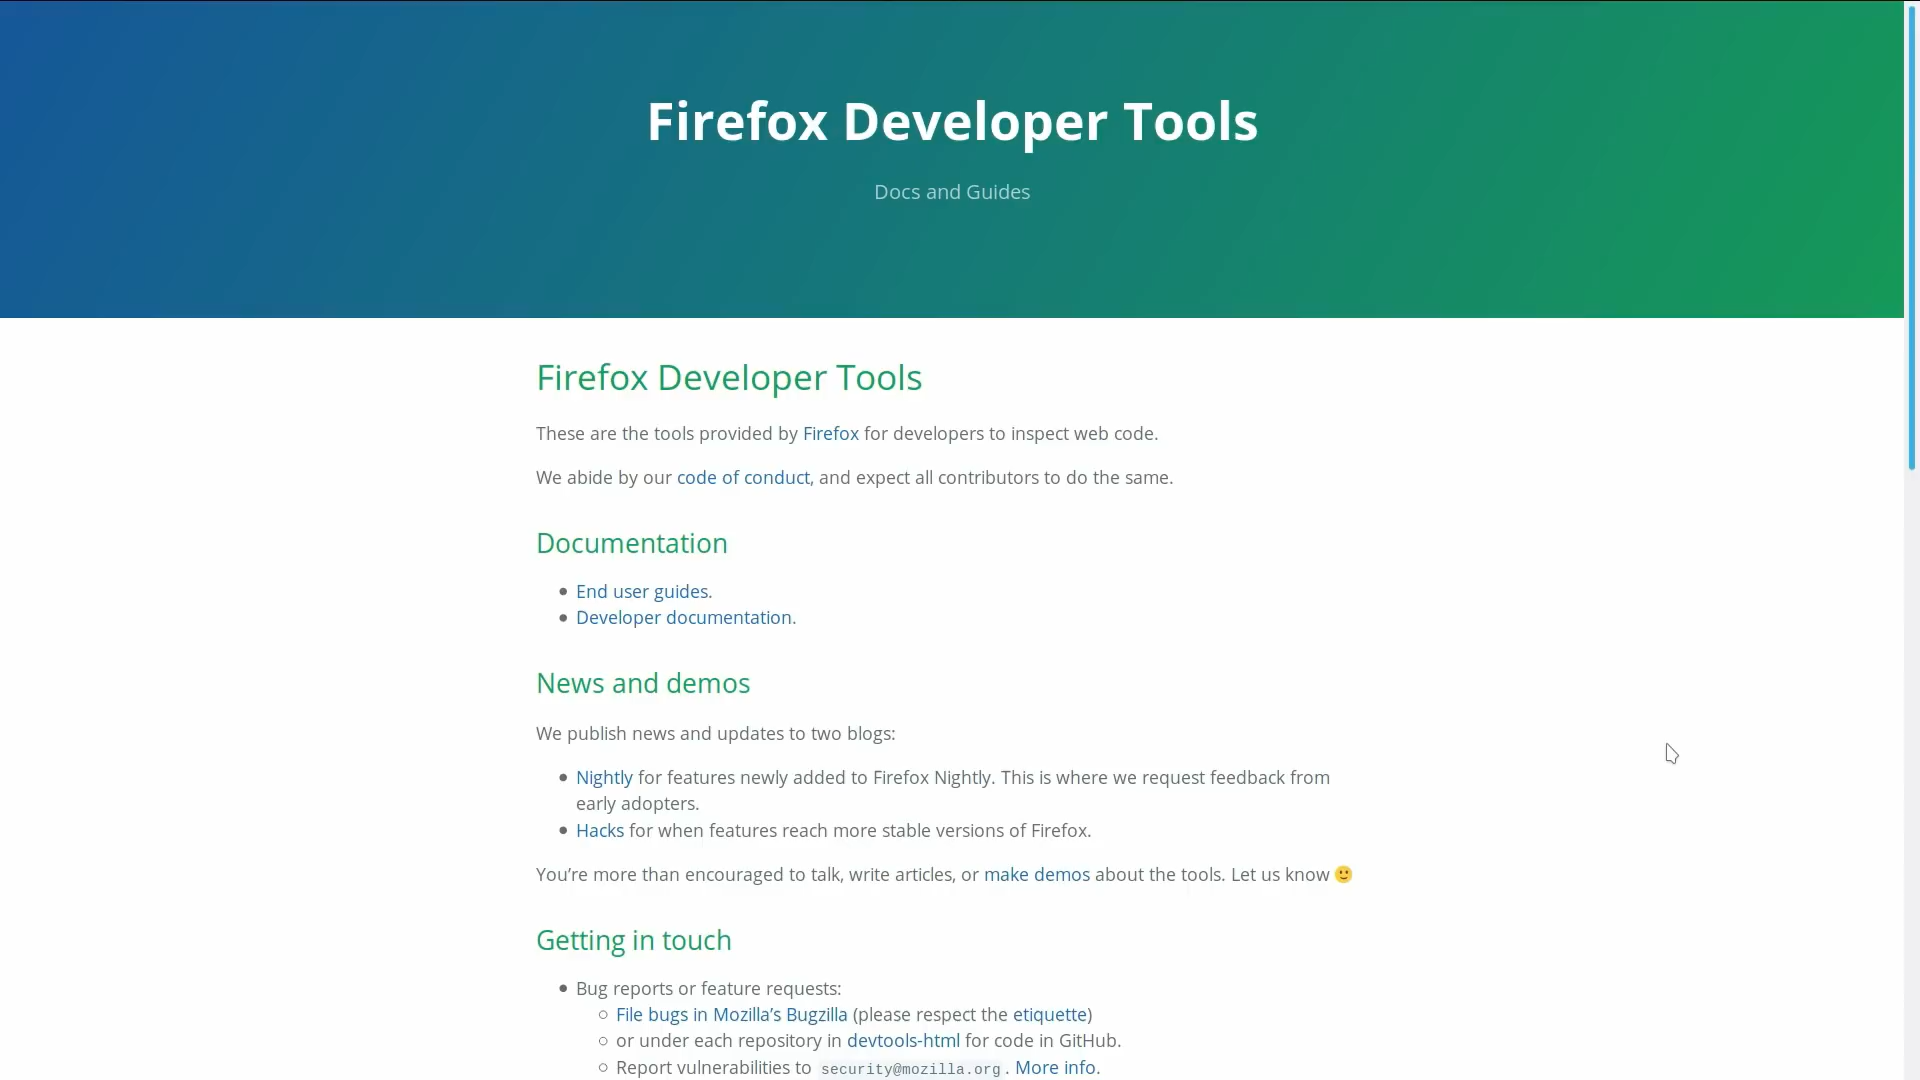 Firefox Developer Tools
Docs and Guides
Firefox Developer Tools
These are the tools provided by Firefox for developers to inspect web code.
We abide by our code of conduct, and expect all contributors to do the same.
Documentation
End user guides.
Developer documentation.
News and demos
We publish news and updates to two blogs:
Nightly for features newly added to Firefox Nightly. This is where we request feedback from
early adopters.
Hacks for when features reach more stable versions of Firefox.
You’re more than encouraged to talk, write articles, or make demos about the tools. Let us know 🙂
Getting in touch
Bug reports or feature requests:
File bugs in Mozilla’s Bugzilla (please respect the etiquette)
or under each repository in devtools-html for code in GitHub.
Report vulnerabilities to security@mozilla.org. More info.